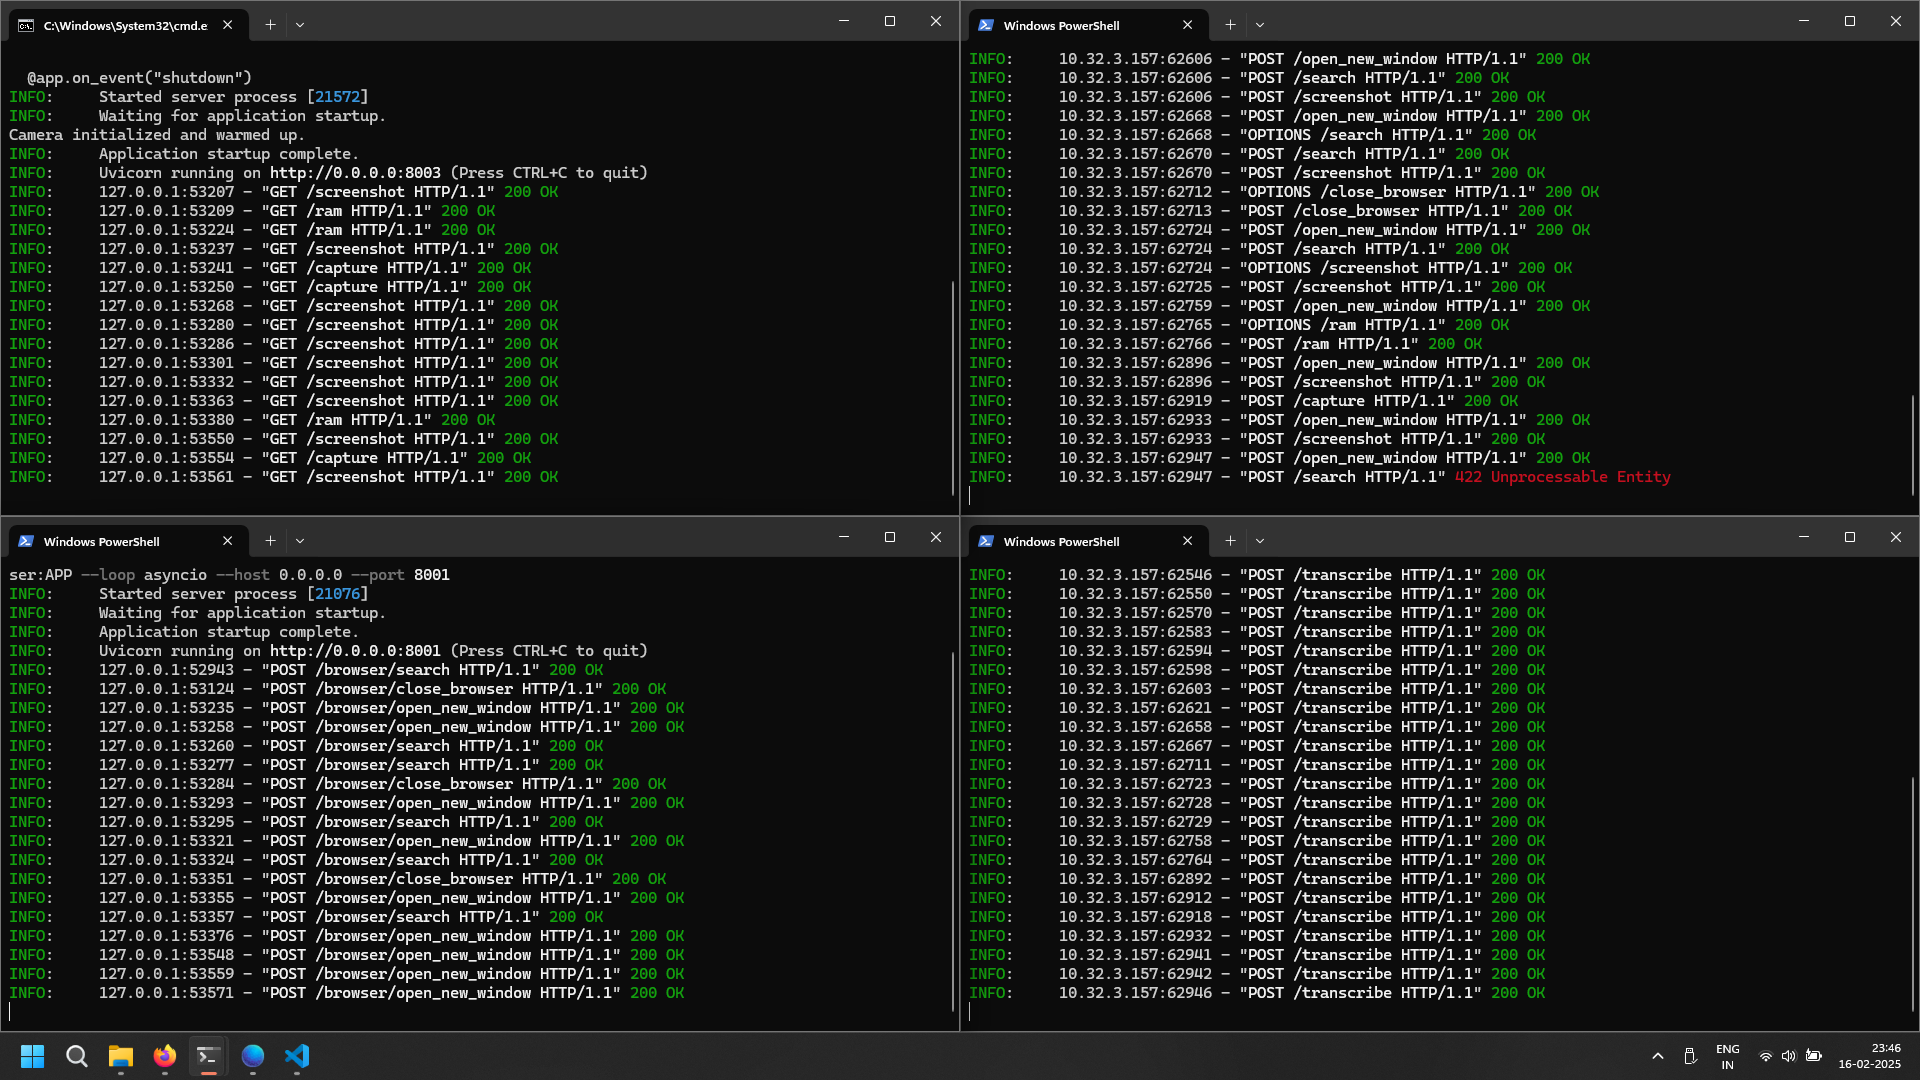 C:\Windows\System32\cmd.e
@app.on_event("shutdown")
INFO:     Started server process [21572]
INFO:     Waiting for application startup.
Camera initialized and warmed up.
INFO:     Application startup complete.
INFO:     Uvicorn running on http://0.0.0.0:8003 (Press CTRL+C to quit)
INFO:     127.0.0.1:53207 - "GET /screenshot HTTP/1.1" 200 OK
INFO:     127.0.0.1:53209 - "GET /ram HTTP/1.1" 200 OK
INFO:     127.0.0.1:53224 - "GET /ram HTTP/1.1" 200 OK
INFO:     127.0.0.1:53237 - "GET /screenshot HTTP/1.1" 200 OK
INFO:     127.0.0.1:53241 - "GET /capture HTTP/1.1" 200 OK
INFO:     127.0.0.1:53250 - "GET /capture HTTP/1.1" 200 OK
INFO:     127.0.0.1:53268 - "GET /screenshot HTTP/1.1" 200 OK
INFO:     127.0.0.1:53280 - "GET /screenshot HTTP/1.1" 200 OK
INFO:     127.0.0.1:53286 - "GET /screenshot HTTP/1.1" 200 OK
INFO:     127.0.0.1:53301 - "GET /screenshot HTTP/1.1" 200 OK
INFO:     127.0.0.1:53332 - "GET /screenshot HTTP/1.1" 200 OK
INFO:     127.0.0.1:53363 - "GET /screenshot HTTP/1.1" 200 OK
INFO:     127.0.0.1:53380 - "GET /ram HTTP/1.1" 200 OK
INFO:     127.0.0.1:53550 - "GET /screenshot HTTP/1.1" 200 OK
INFO:     127.0.0.1:53554 - "GET /capture HTTP/1.1" 200 OK
INFO:     127.0.0.1:53561 - "GET /screenshot HTTP/1.1" 200 OK
Windows PowerShell
INFO:     10.32.3.157:62606 - "POST /open_new_window HTTP/1.1" 200 OK
INFO:     10.32.3.157:62606 - "POST /search HTTP/1.1" 200 OK
INFO:     10.32.3.157:62606 - "POST /screenshot HTTP/1.1" 200 OK
INFO:     10.32.3.157:62668 - "POST /open_new_window HTTP/1.1" 200 OK
INFO:     10.32.3.157:62668 - "OPTIONS /search HTTP/1.1" 200 OK
INFO:     10.32.3.157:62670 - "POST /search HTTP/1.1" 200 OK
INFO:     10.32.3.157:62670 - "POST /screenshot HTTP/1.1" 200 OK
INFO:     10.32.3.157:62712 - "OPTIONS /close_browser HTTP/1.1" 200 OK
INFO:     10.32.3.157:62713 - "POST /close_browser HTTP/1.1" 200 OK
INFO:     10.32.3.157:62724 - "POST /open_new_window HTTP/1.1" 200 OK
INFO:     10.32.3.157:62724 - "POST /search HTTP/1.1" 200 OK
INFO:     10.32.3.157:62724 - "OPTIONS /screenshot HTTP/1.1" 200 OK
INFO:     10.32.3.157:62725 - "POST /screenshot HTTP/1.1" 200 OK
INFO:     10.32.3.157:62759 - "POST /open_new_window HTTP/1.1" 200 OK
INFO:     10.32.3.157:62765 - "OPTIONS /ram HTTP/1.1" 200 OK
INFO:     10.32.3.157:62766 - "POST /ram HTTP/1.1" 200 OK
INFO:     10.32.3.157:62896 - "POST /open_new_window HTTP/1.1" 200 OK
INFO:     10.32.3.157:62896 - "POST /screenshot HTTP/1.1" 200 OK
INFO:     10.32.3.157:62919 - "POST /capture HTTP/1.1" 200 OK
INFO:     10.32.3.157:62933 - "POST /open_new_window HTTP/1.1" 200 OK
INFO:     10.32.3.157:62933 - "POST /screenshot HTTP/1.1" 200 OK
INFO:     10.32.3.157:62947 - "POST /open_new_window HTTP/1.1" 200 OK
INFO:     10.32.3.157:62947 - "POST /search HTTP/1.1" 422 Unprocessable Entity
Windows PowerShell
ser:APP --loop asyncio --host 0.0.0.0 --port 8001
INFO:     Started server process [21076]
INFO:     Waiting for application startup.
INFO:     Application startup complete.
INFO:     Uvicorn running on http://0.0.0.0:8001 (Press CTRL+C to quit)
INFO:     127.0.0.1:52943 - "POST /browser/search HTTP/1.1" 200 OK
INFO:     127.0.0.1:53124 - "POST /browser/close_browser HTTP/1.1" 200 OK
INFO:     127.0.0.1:53235 - "POST /browser/open_new_window HTTP/1.1" 200 OK
INFO:     127.0.0.1:53258 - "POST /browser/open_new_window HTTP/1.1" 200 OK
INFO:     127.0.0.1:53260 - "POST /browser/search HTTP/1.1" 200 OK
INFO:     127.0.0.1:53277 - "POST /browser/search HTTP/1.1" 200 OK
INFO:     127.0.0.1:53284 - "POST /browser/close_browser HTTP/1.1" 200 OK
INFO:     127.0.0.1:53293 - "POST /browser/open_new_window HTTP/1.1" 200 OK
INFO:     127.0.0.1:53295 - "POST /browser/search HTTP/1.1" 200 OK
INFO:     127.0.0.1:53321 - "POST /browser/open_new_window HTTP/1.1" 200 OK
INFO:     127.0.0.1:53324 - "POST /browser/search HTTP/1.1" 200 OK
INFO:     127.0.0.1:53351 - "POST /browser/close_browser HTTP/1.1" 200 OK
INFO:     127.0.0.1:53355 - "POST /browser/open_new_window HTTP/1.1" 200 OK
INFO:     127.0.0.1:53357 - "POST /browser/search HTTP/1.1" 200 OK
INFO:     127.0.0.1:53376 - "POST /browser/open_new_window HTTP/1.1" 200 OK
INFO:     127.0.0.1:53548 - "POST /browser/open_new_window HTTP/1.1" 200 OK
INFO:     127.0.0.1:53559 - "POST /browser/open_new_window HTTP/1.1" 200 OK
INFO:     127.0.0.1:53571 - "POST /browser/open_new_window HTTP/1.1" 200 OK
Windows PowerShell
INFO:     10.32.3.157:62546 - "POST /transcribe HTTP/1.1" 200 OK
INFO:     10.32.3.157:62550 - "POST /transcribe HTTP/1.1" 200 OK
INFO:     10.32.3.157:62570 - "POST /transcribe HTTP/1.1" 200 OK
INFO:     10.32.3.157:62583 - "POST /transcribe HTTP/1.1" 200 OK
INFO:     10.32.3.157:62594 - "POST /transcribe HTTP/1.1" 200 OK
INFO:     10.32.3.157:62598 - "POST /transcribe HTTP/1.1" 200 OK
INFO:     10.32.3.157:62603 - "POST /transcribe HTTP/1.1" 200 OK
INFO:     10.32.3.157:62621 - "POST /transcribe HTTP/1.1" 200 OK
INFO:     10.32.3.157:62658 - "POST /transcribe HTTP/1.1" 200 OK
INFO:     10.32.3.157:62667 - "POST /transcribe HTTP/1.1" 200 OK
INFO:     10.32.3.157:62711 - "POST /transcribe HTTP/1.1" 200 OK
INFO:     10.32.3.157:62723 - "POST /transcribe HTTP/1.1" 200 OK
INFO:     10.32.3.157:62728 - "POST /transcribe HTTP/1.1" 200 OK
INFO:     10.32.3.157:62729 - "POST /transcribe HTTP/1.1" 200 OK
INFO:     10.32.3.157:62758 - "POST /transcribe HTTP/1.1" 200 OK
INFO:     10.32.3.157:62764 - "POST /transcribe HTTP/1.1" 200 OK
INFO:     10.32.3.157:62892 - "POST /transcribe HTTP/1.1" 200 OK
INFO:     10.32.3.157:62912 - "POST /transcribe HTTP/1.1" 200 OK
INFO:     10.32.3.157:62918 - "POST /transcribe HTTP/1.1" 200 OK
INFO:     10.32.3.157:62932 - "POST /transcribe HTTP/1.1" 200 OK
INFO:     10.32.3.157:62941 - "POST /transcribe HTTP/1.1" 200 OK
INFO:     10.32.3.157:62942 - "POST /transcribe HTTP/1.1" 200 OK
INFO:     10.32.3.157:62946 - "POST /transcribe HTTP/1.1" 200 OK
ENG
IN
23:46
16-02-2025